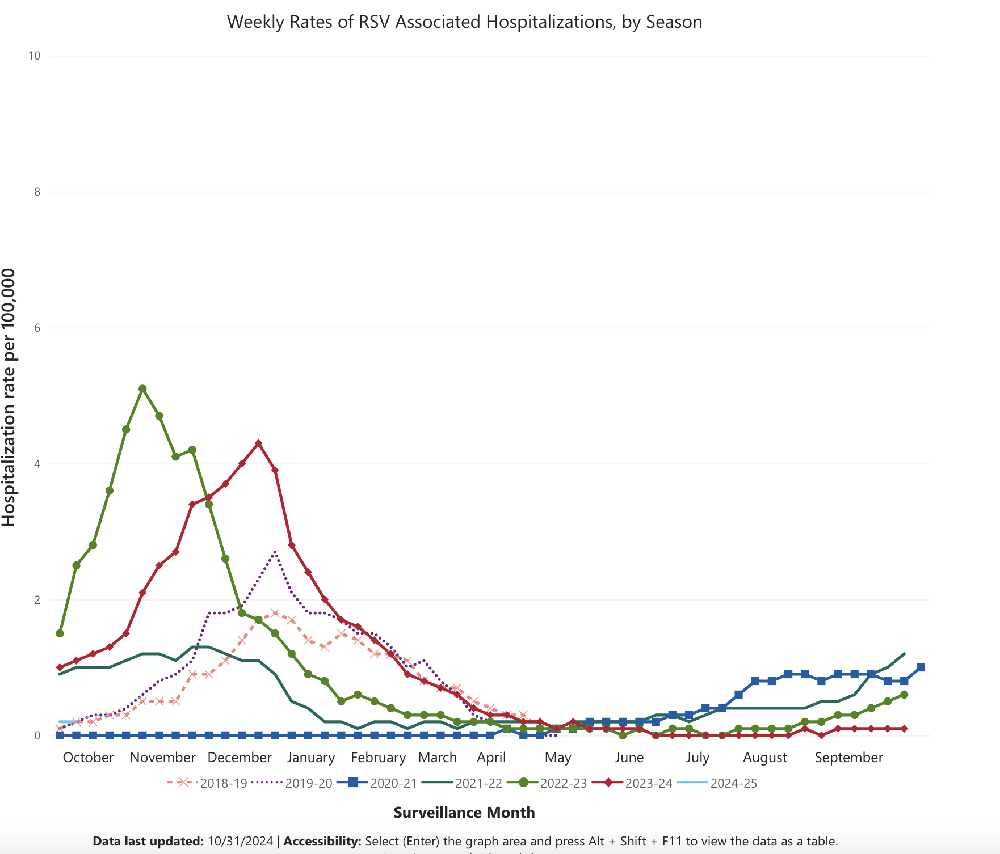 Weekly Rates of RSV Associated Hospitalizations, by Season
10
8
6
4
2
0
Hospitalization rate per 100,000
October November December January February March April May June July August September
2018-19 2019-20 2020-21 2021-22 2022-23 2023-24 2024-25
Surveillance Month
Data last updated: 10/31/2024 | Accessibility: Select (Enter) the graph area and press Alt + Shift + F11 to view the data as a table.